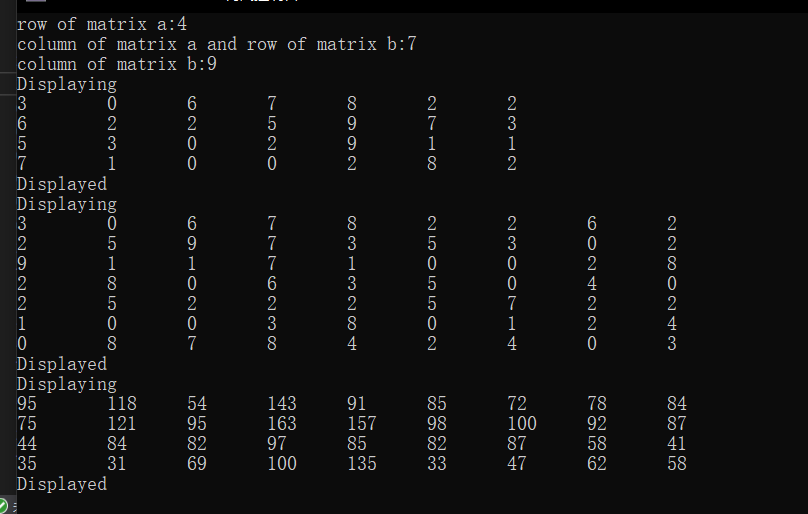 row of matrix a:4
column of matrix a and row of matrix b:7
column of matrix b:9
Displaying
3 0 6 7 8 2 2
6 2 2 5 9 7 3
5 3 0 2 9 1 1
7 1 0 0 2 8 2
Displayed
Displaying
3 0 6 7 8 2 2 6 2
2 5 9 7 3 5 3 0 2
9 1 1 7 1 0 0 2 8
2 8 0 6 3 5 0 4 0
2 5 2 2 2 5 7 2 2
1 0 0 3 8 0 1 2 4
0 8 7 8 4 2 4 0 3
Displayed
Displaying
95 118 54 143 91 85 72 78 84
75 121 95 163 157 98 100 92 87
44 84 82 97 85 82 87 58 41
35 31 69 100 135 33 47 62 58
Displayed